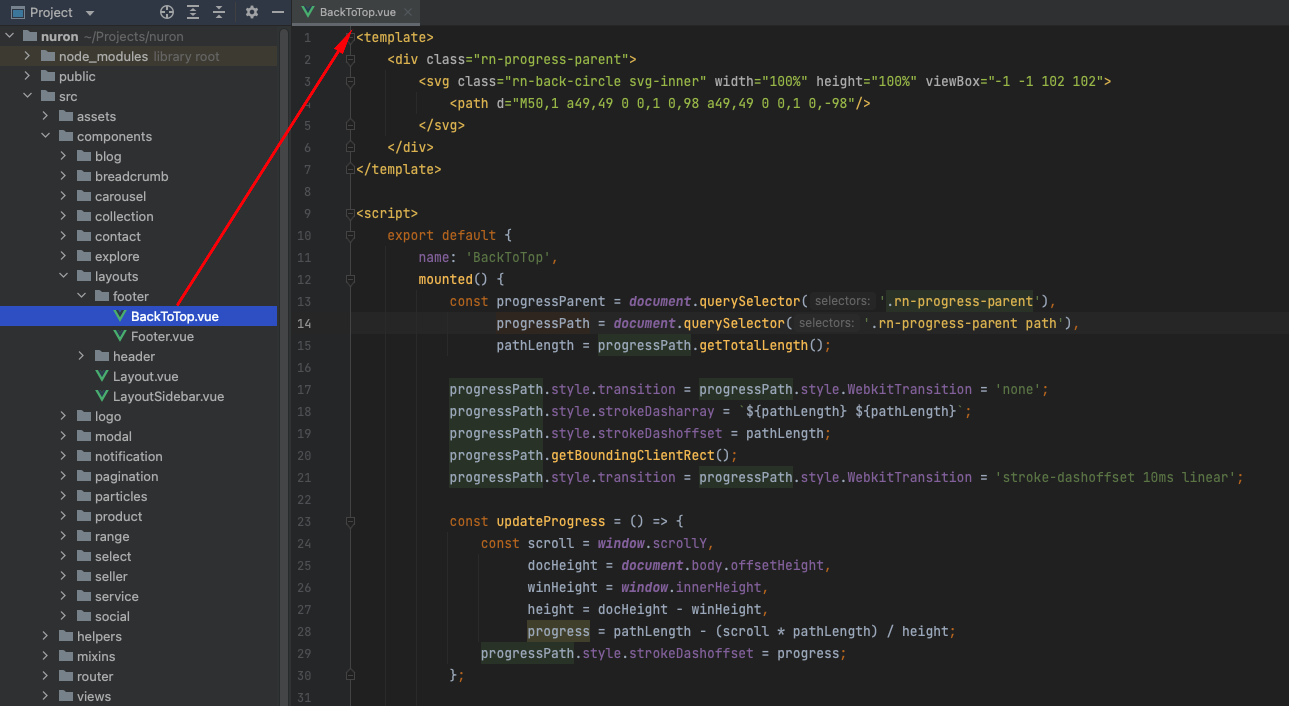 Project
nuron ~/Projects/nuron
node_modules library root
public
src
assets
components
blog
breadcrumb
carousel
collection
contact
explore
layouts
footer
BackToTop.vue
Footer.vue
header
Layout.vue
LayoutSidebar.vue
logo
modal
notification
pagination
particles
product
range
select
seller
service
social
helpers
mixins
router
views
BackToTop.vue
1 <template>
2 <div class="rn-progress-parent">
3 <svg class="rn-back-circle svg-inner" width="100%" height="100%" viewBox="-1 -1 102 102">
4 <path d="M50,1 a49,49 0 0,1 0,98 a49,49 0 0,1 0,-98"/>
5 </svg>
6 </div>
7 </template>
8
9 <script>
10 export default {
11 name: 'BackToTop',
12 mounted() {
13 const progressParent = document.querySelector( selectors: '.rn-progress-parent'),
14 progressPath = document.querySelector( selectors: '.rn-progress-parent path'),
15 pathLength = progressPath.getTotalLength();
16
17 progressPath.style.transition = progressPath.style.WebkitTransition = 'none';
18 progressPath.style.strokeDasharray = `${pathLength} ${pathLength}`;
19 progressPath.style.strokeDashoffset = pathLength;
20 progressPath.getBoundingClientRect();
21 progressPath.style.transition = progressPath.style.WebkitTransition = 'stroke-dashoffset 10ms linear';
22
23 const updateProgress = () => {
24 const scroll = window.scrollY,
25 docHeight = document.body.offsetHeight,
26 winHeight = window.innerHeight,
27 height = docHeight - winHeight,
28 progress = pathLength - (scroll * pathLength) / height;
29 progressPath.style.strokeDashoffset = progress;
30 };
31